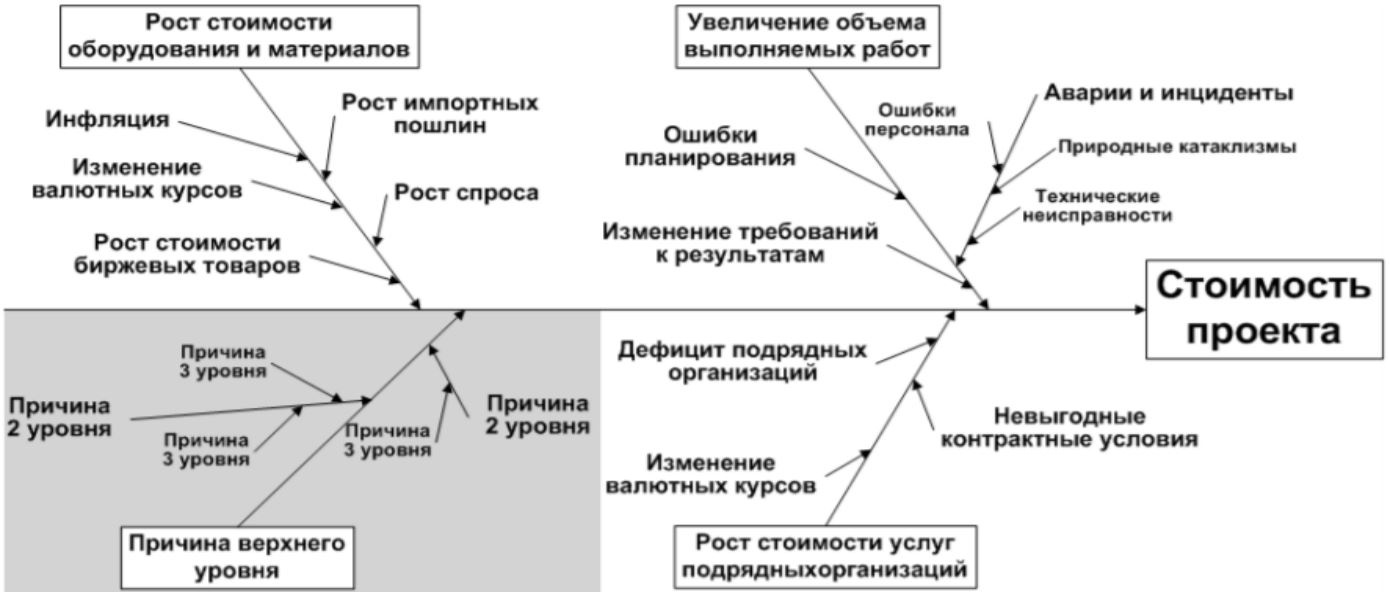 Рост стоимости
оборудования и материалов
Инфляция
Рост импортных
пошлин
Изменение
валютных курсов
Рост спроса
Рост стоимости
биржевых товаров
Увеличение объема
выполняемых работ
Ошибки
планирования
Ошибки
персонала
Аварии и инциденты
Природные катаклизмы
Технические
неисправности
Изменение требований
к результатам
Стоимость
проекта
Причина
3 уровня
Причина
2 уровня
Причина
3 уровня
Причина
3 уровня
Причина
2 уровня
Причина верхнего
уровня
Дефицит подрядных
организаций
Невыгодные
контрактные условия
Изменение
валютных курсов
Рост стоимости услуг
подрядныхорганизаций